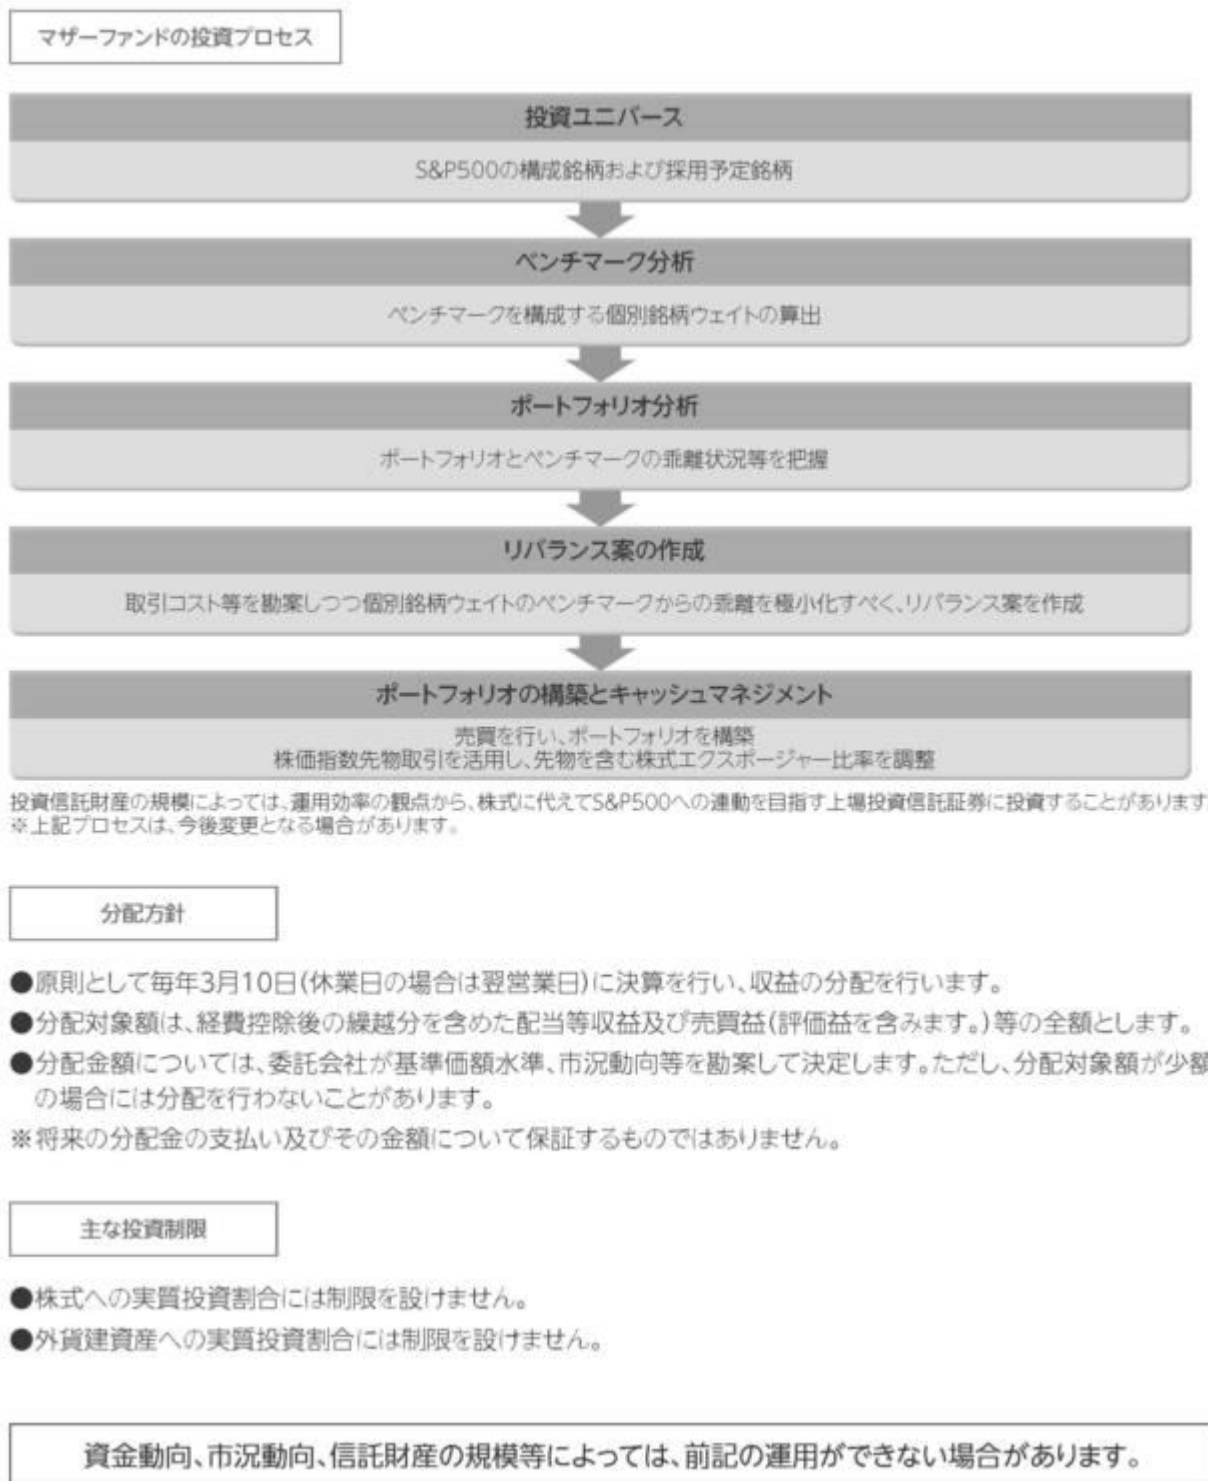 マザーファンドの投資プロセス
投資ユニバース
S&P500の構成銘柄および採用予定銘柄
ベンチマーク分析
ベンチマークを構成する個別銘柄ウェイトの算出
ポートフォリオ分析
ポートフォリオとベンチマークの乖離状況等を把握
リバランス案の作成
取引コスト等を勘案しつつ個別銘柄ウェイトのベンチマークからの乖離を極小化すべく、リバランス案を作成
ポートフォリオの構築とキャッシュマネジメント
売買を行い、ポートフォリオを構築
株価指数先物取引を活用し、先物を含む株式エクスポージャー比率を調整
投資信託財産の規模によっては、運用効率の観点から、株式に代えてS&P500への連動を目指す上場投資信託証券に投資することがあります
※上記プロセスは、今後変更となる場合があります。
分配方針
●原則として毎年3月10日(休業日の場合は翌営業日)に決算を行い、収益の分配を行います。
●分配対象額は、経費控除後の繰越分を含めた配当等収益及び売買益(評価益を含みます。)等の全額とします。
●分配金額については、委託会社が基準価額水準、市況動向等を勘案して決定します。ただし、分配対象額が少額
の場合には分配を行わないことがあります。
※将来の分配金の支払い及びその金額について保証するものではありません。
主な投資制限
●株式への実質投資割合には制限を設けません。
●外貨建資産への実質投資割合には制限を設けません。
資金動向、市況動向、信託財産の規模等によっては、前記の運用ができない場合があります。